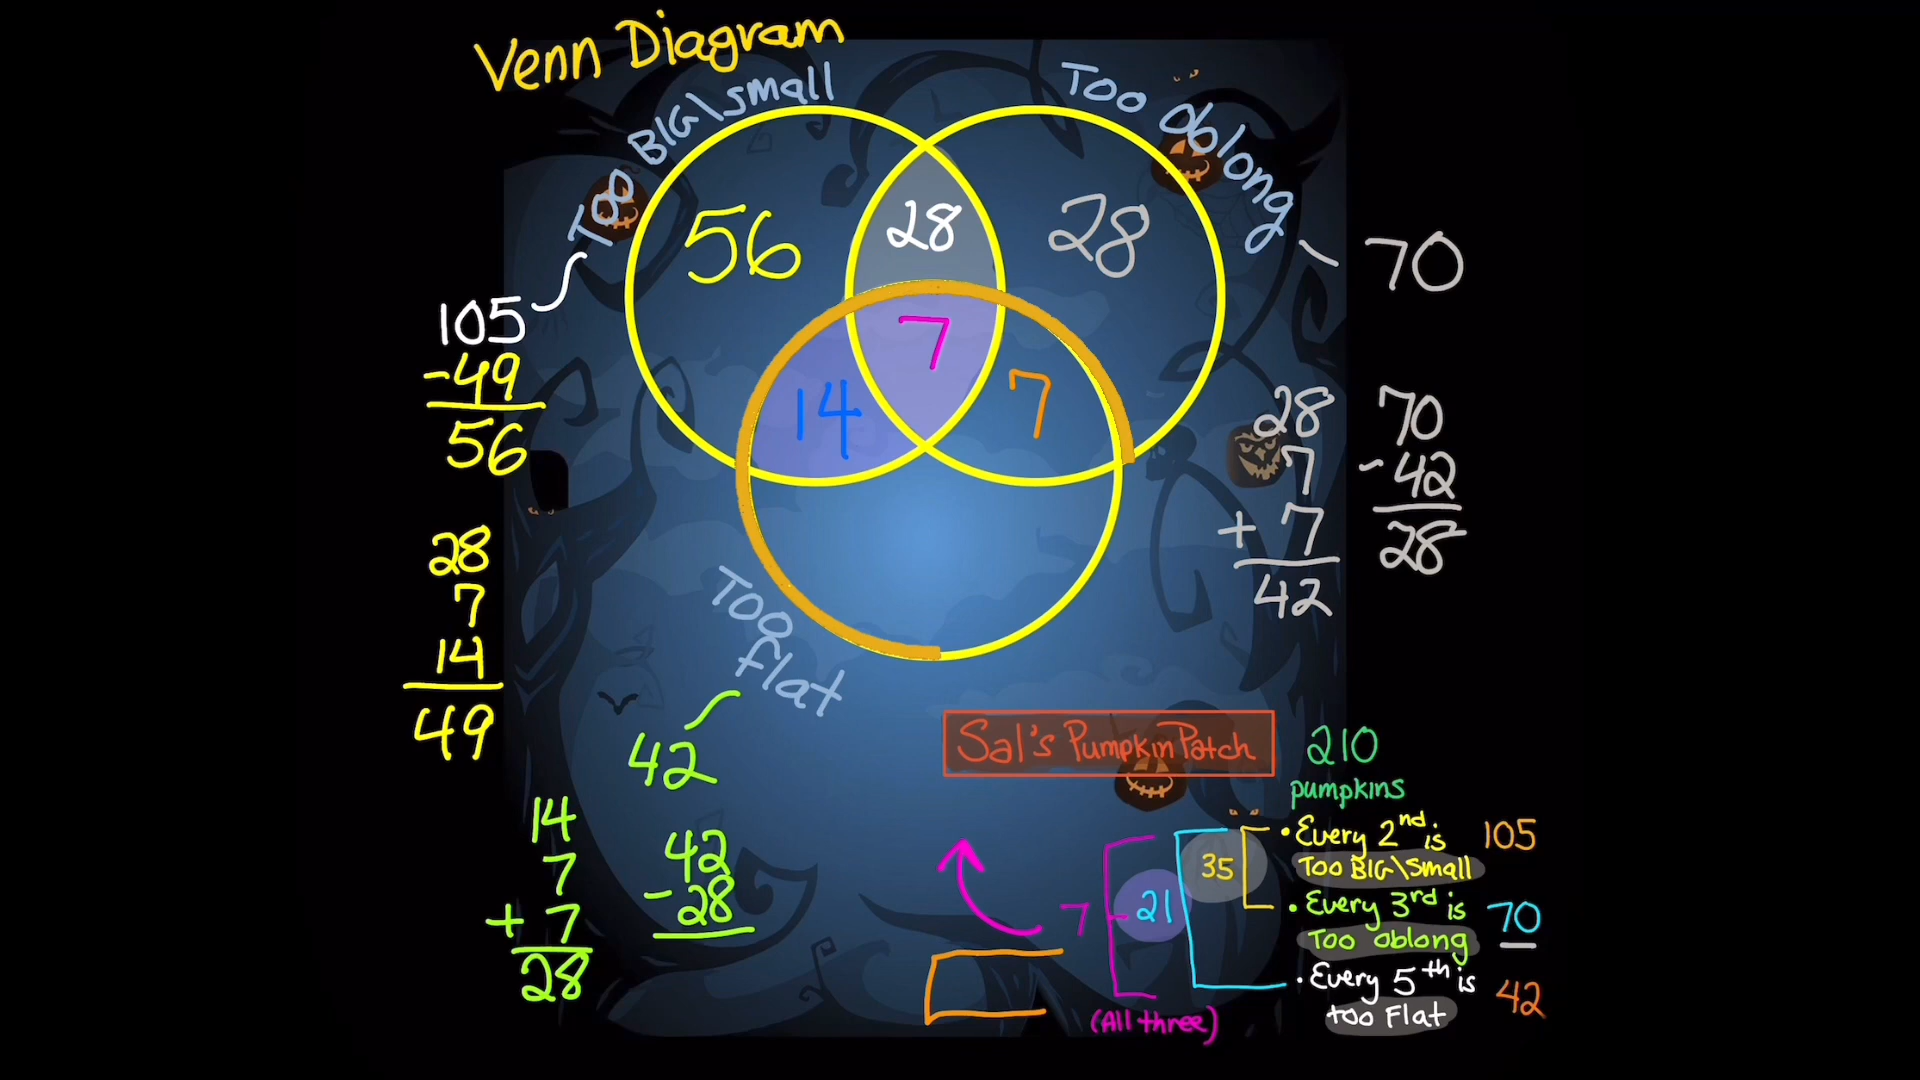 Venn Diagram
Too BIG\small
Too oblong
56
28
28
70
105
-49
56
7
14
7
28
7
14
49
28
7
+ 7
42
70
- 42
28
Too
flat
42
14
7
+ 7
28
42
- 28
Sal's Pumpkin Patch
210
pumpkins
• Every 2nd is
Too BIG\small
105
35
• Every 3rd is
Too oblong
70
21
7
• Every 5th is
too Flat
42
(All three)